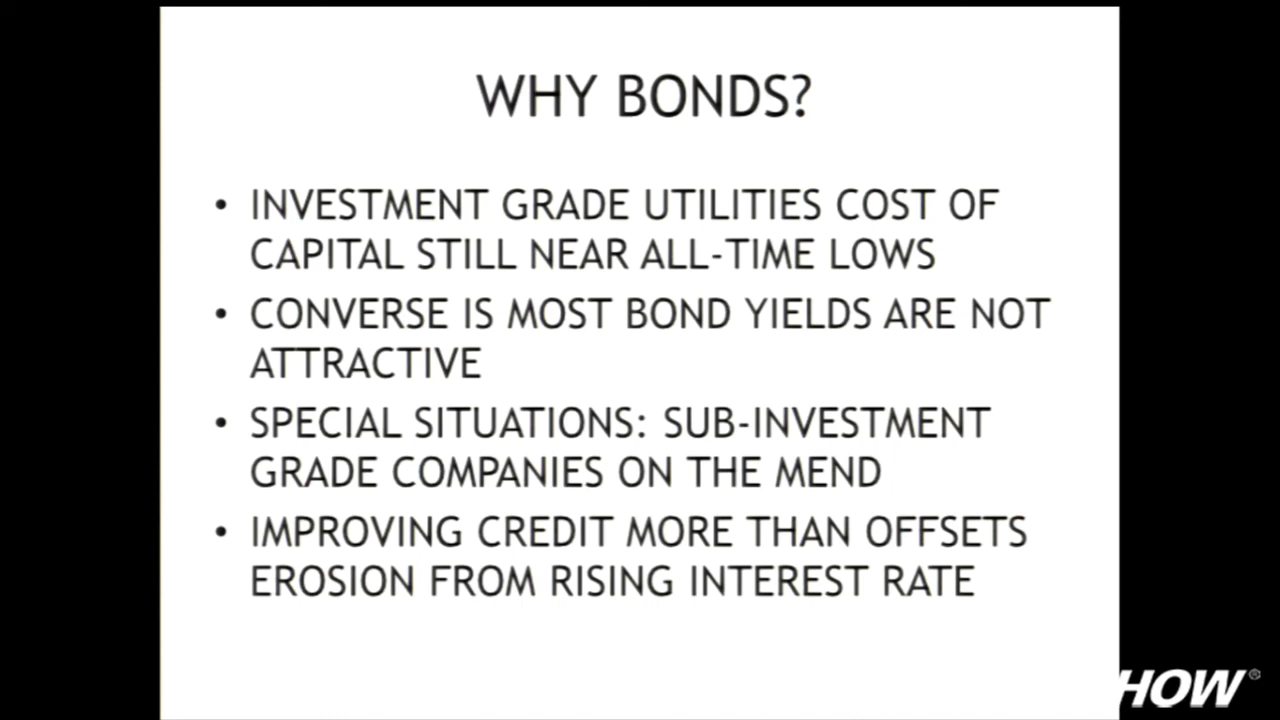 WHY BONDS?
• INVESTMENT GRADE UTILITIES COST OF
CAPITAL STILL NEAR ALL-TIME LOWS
• CONVERSE IS MOST BOND YIELDS ARE NOT
ATTRACTIVE
• SPECIAL SITUATIONS: SUB-INVESTMENT
GRADE COMPANIES ON THE MEND
• IMPROVING CREDIT MORE THAN OFFSETS
EROSION FROM RISING INTEREST RATE
HOW®